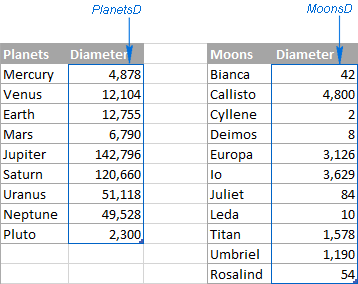 PlanetsD MoonsD
Planets Diameter Moons Diameter
Mercury 4,878 Bianca 42
Venus 12,104 Callisto 4,800
Earth 12,755 Cyllene 2
Mars 6,790 Deimos 8
Jupiter 142,796 Europa 3,126
Saturn 120,660 Io 3,629
Uranus 51,118 Juliet 84
Neptune 49,528 Leda 10
Pluto 2,300 Titan 1,578
Umbriel 1,190
Rosalind 54